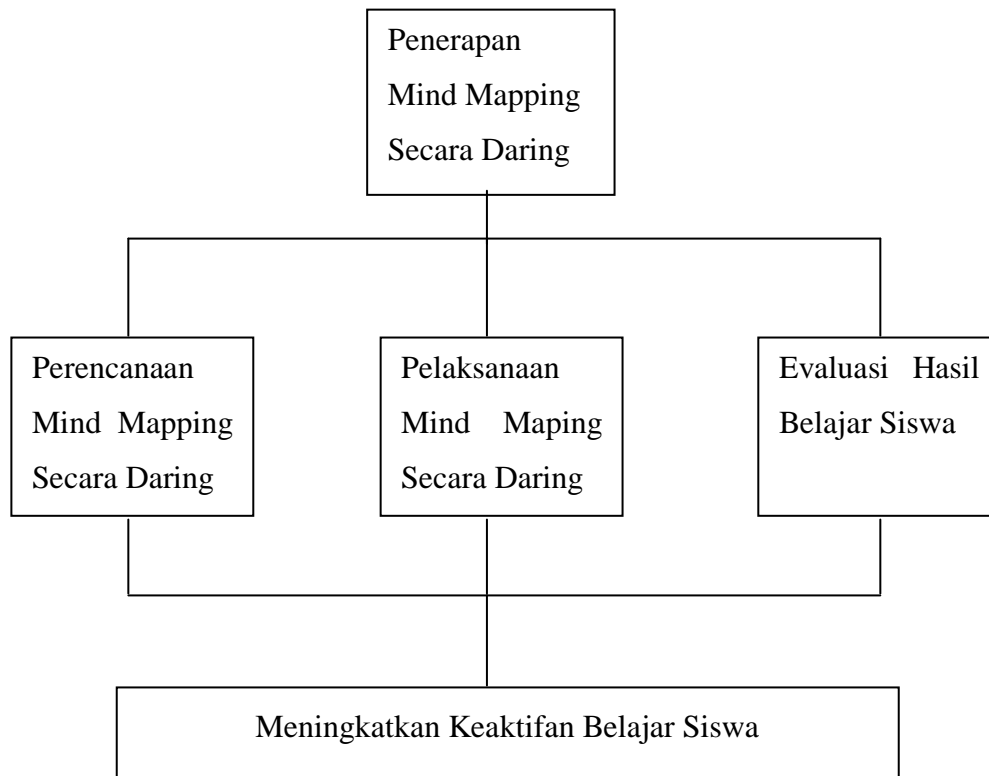 Penerapan
Mind Mapping
Secara Daring
Perencanaan
Mind Mapping
Secara Daring
Pelaksanaan
Mind Maping
Secara Daring
Evaluasi Hasil
Belajar Siswa
Meningkatkan Keaktifan Belajar Siswa